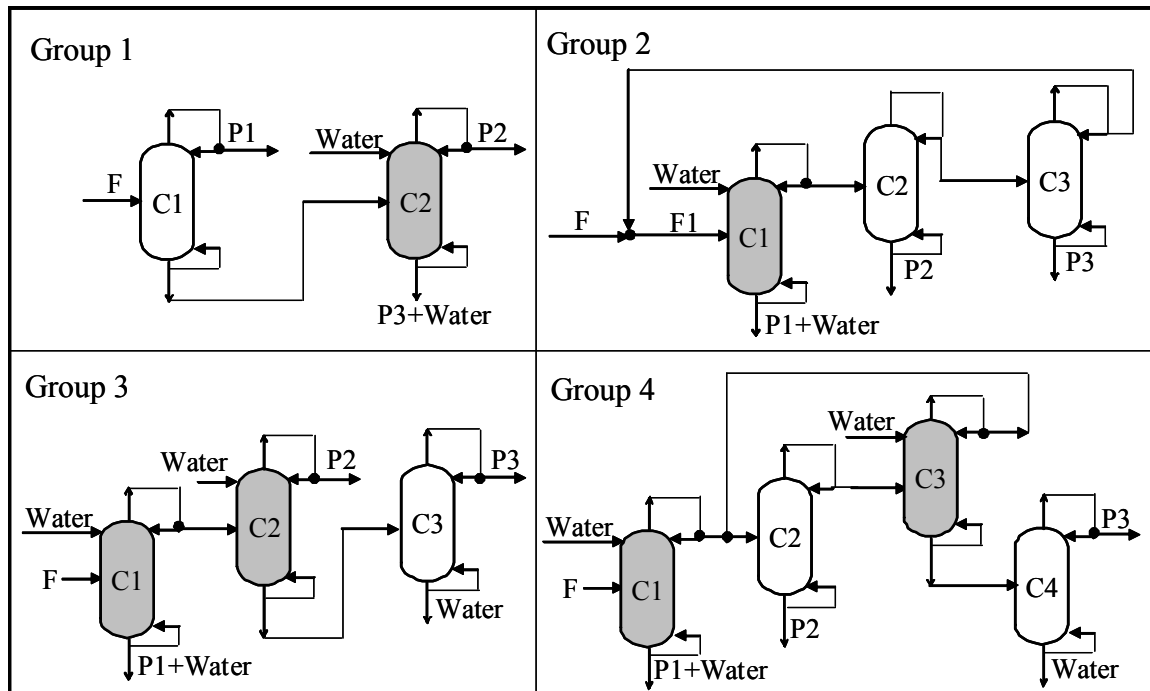 Group 1
P1
F
C1
Water
P2
C2
P3+Water
Group 2
Water
F
F1
C1
P1+Water
C2
P2
C3
P3
Group 3
Water
F
C1
P1+Water
Water
P2
C2
P3
C3
Water
Group 4
Water
F
C1
P1+Water
C2
P2
Water
C3
P3
C4
Water